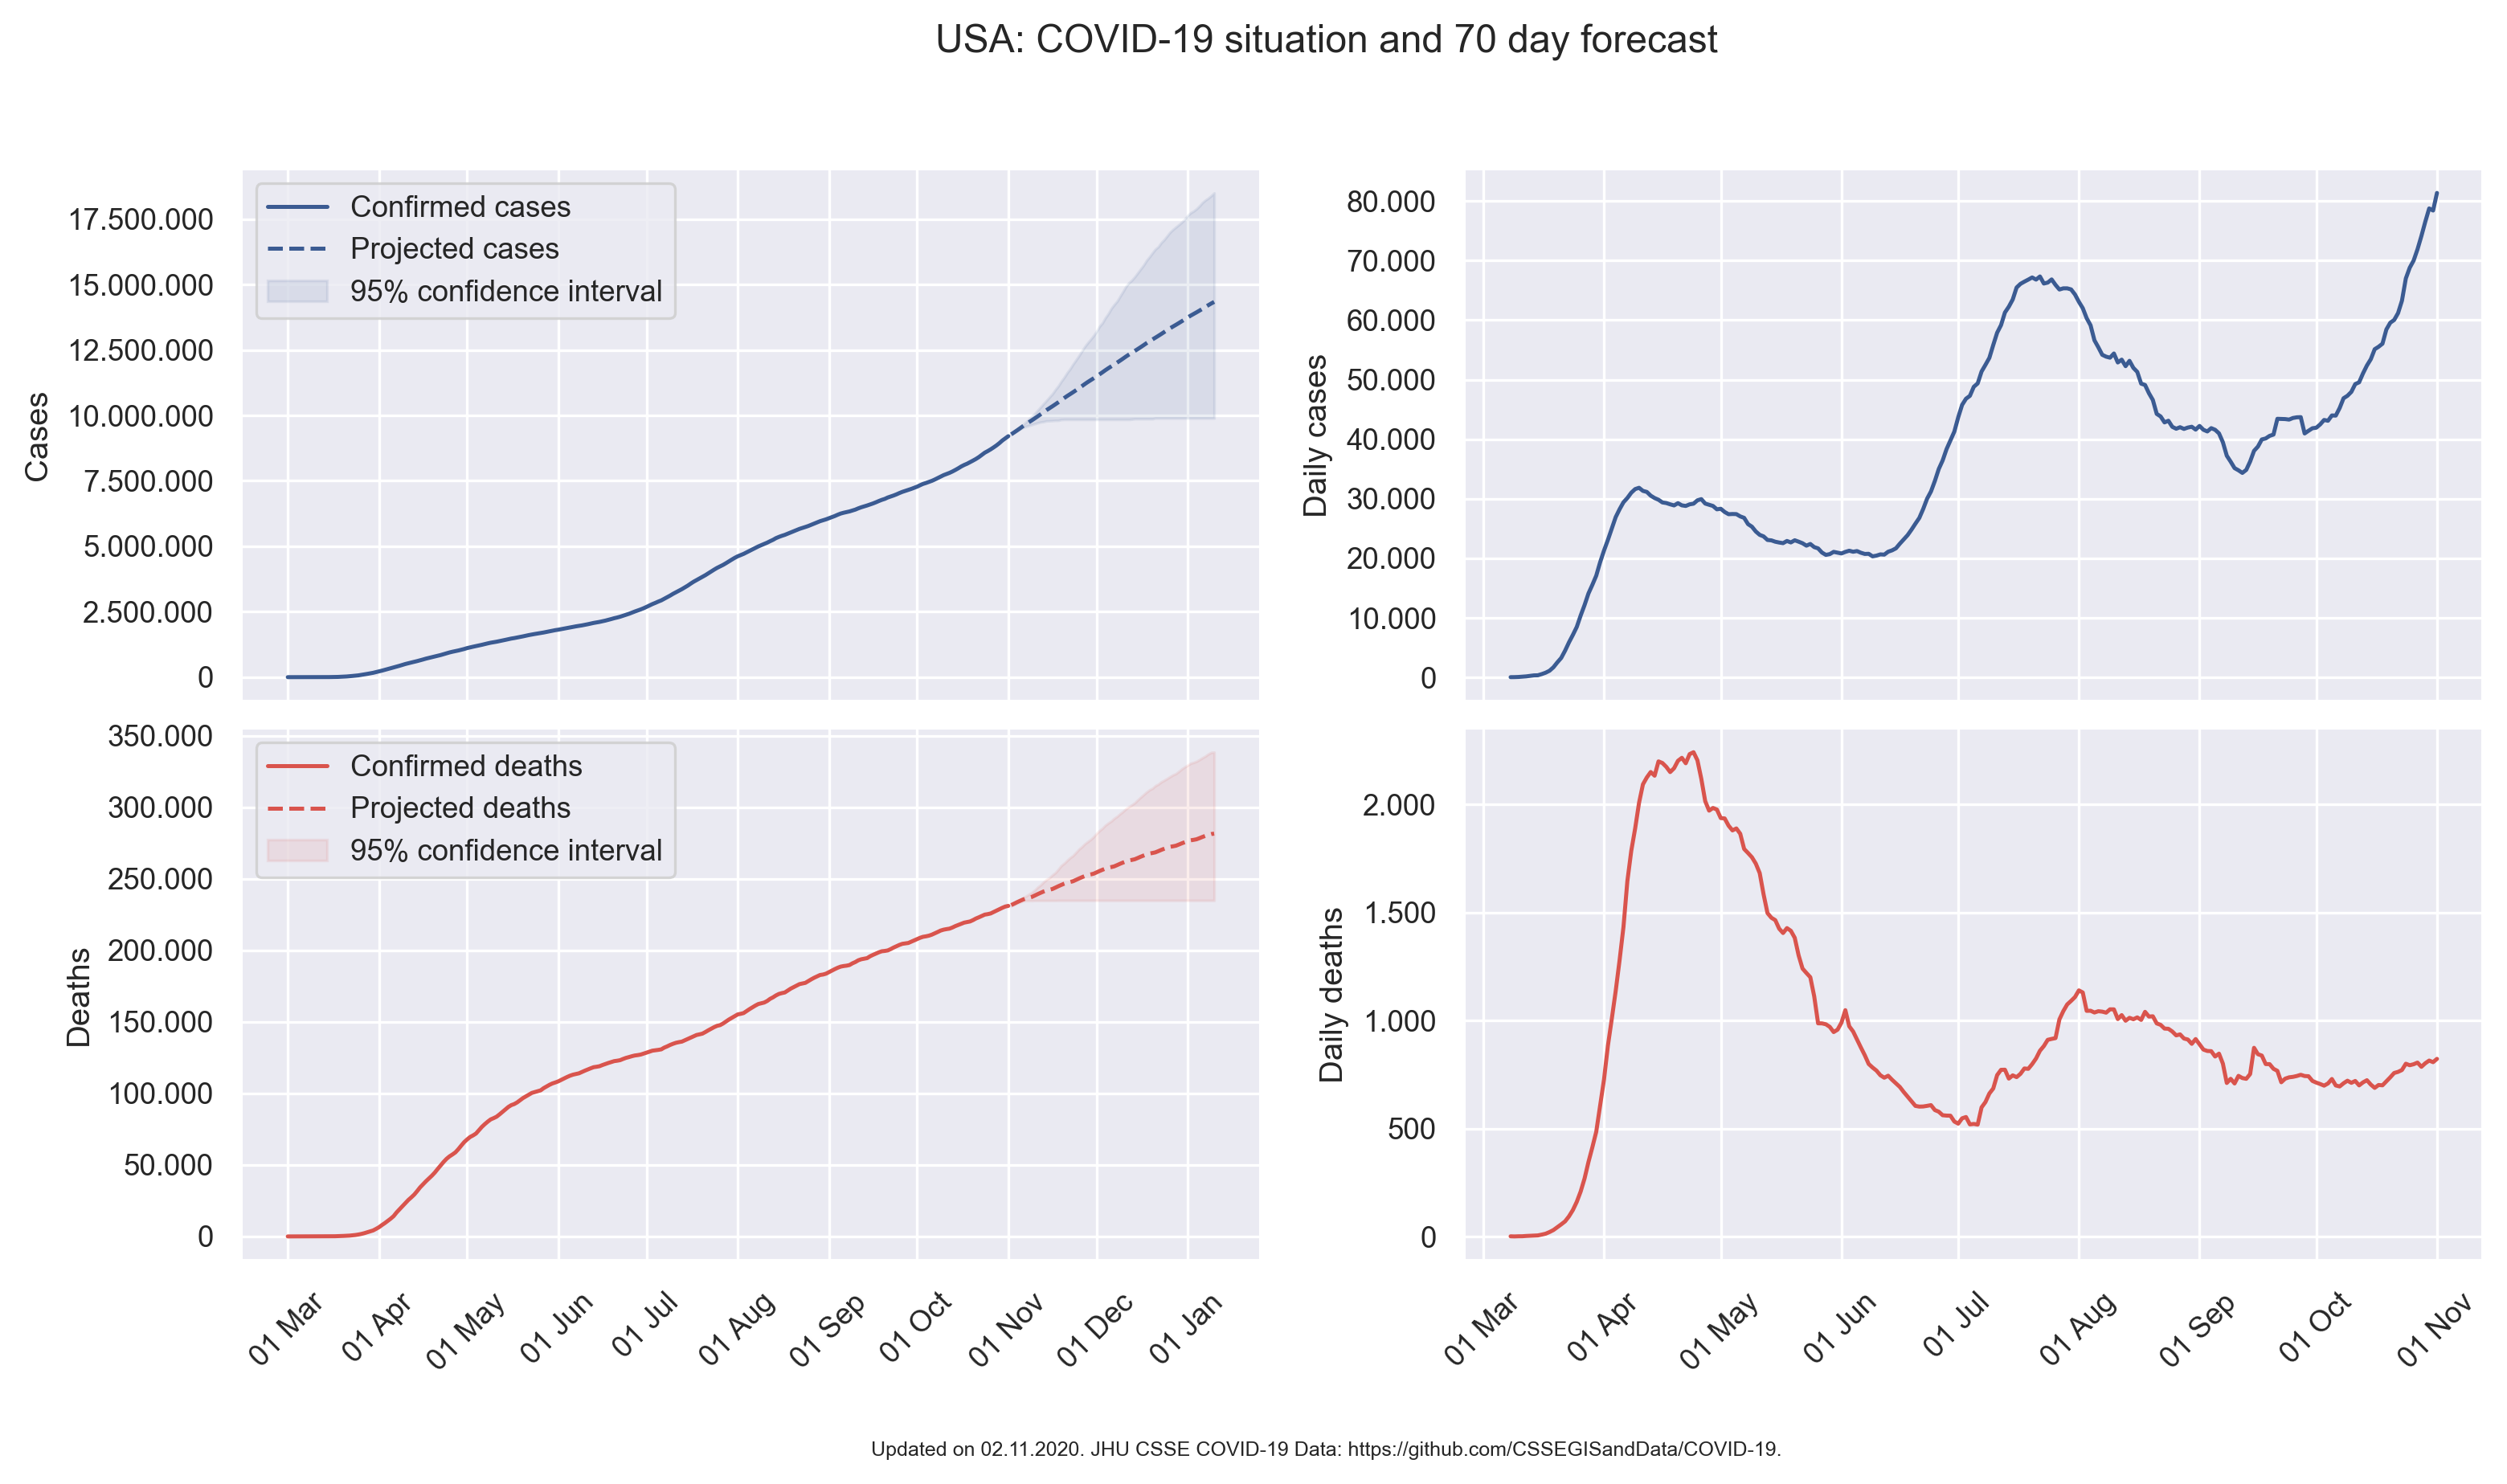 USA: COVID-19 situation and 70 day forecast
Cases
17.500.000
15.000.000
12.500.000
10.000.000
7.500.000
5.000.000
2.500.000
0
Confirmed cases
Projected cases
95% confidence interval
Daily cases
80.000
70.000
60.000
50.000
40.000
30.000
20.000
10.000
0
Deaths
350.000
300.000
250.000
200.000
150.000
100.000
50.000
0
Confirmed deaths
Projected deaths
95% confidence interval
01 Mar
01 Apr
01 May
01 Jun
01 Jul
01 Aug
01 Sep
01 Oct
01 Nov
01 Dec
01 Jan
Daily deaths
2.000
1.500
1.000
500
0
01 Mar
01 Apr
01 May
01 Jun
01 Jul
01 Aug
01 Sep
01 Oct
01 Nov
Updated on 02.11.2020. JHU CSSE COVID-19 Data: https://github.com/CSSEGISandData/COVID-19.